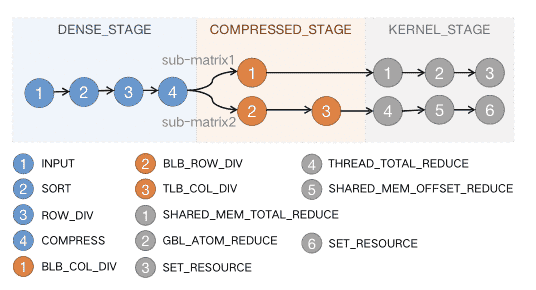 DENSE_STAGE COMPRESSED_STAGE KERNEL_STAGE
sub-matrix1
1 1 2 3
1 2 3 4
sub-matrix2
2 3 4 5 6
1 INPUT
2 SORT
3 ROW_DIV
4 COMPRESS
1 BLB_COL_DIV
2 BLB_ROW_DIV
3 TLB_COL_DIV
1 SHARED_MEM_TOTAL_REDUCE
2 GBL_ATOM_REDUCE
3 SET_RESOURCE
4 THREAD_TOTAL_REDUCE
5 SHARED_MEM_OFFSET_REDUCE
6 SET_RESOURCE